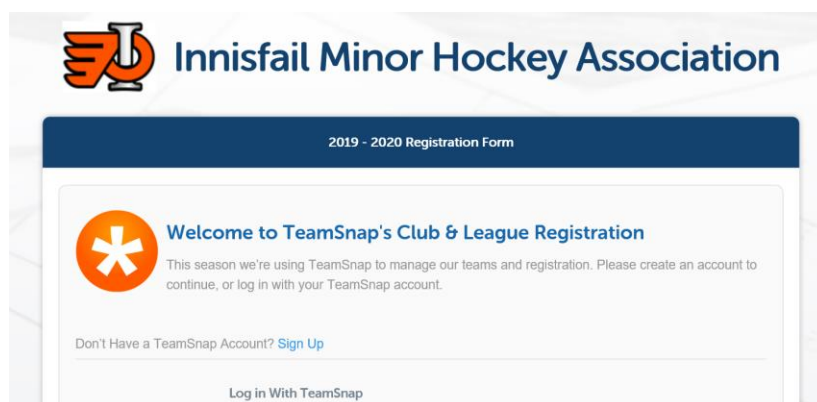 Innisfail Minor Hockey Association
2019 - 2020 Registration Form
Welcome to TeamSnap's Club & League Registration
This season we're using TeamSnap to manage our teams and registration. Please create an account to
continue, or log in with your TeamSnap account.
Don't Have a TeamSnap Account? Sign Up
Log in With TeamSnap